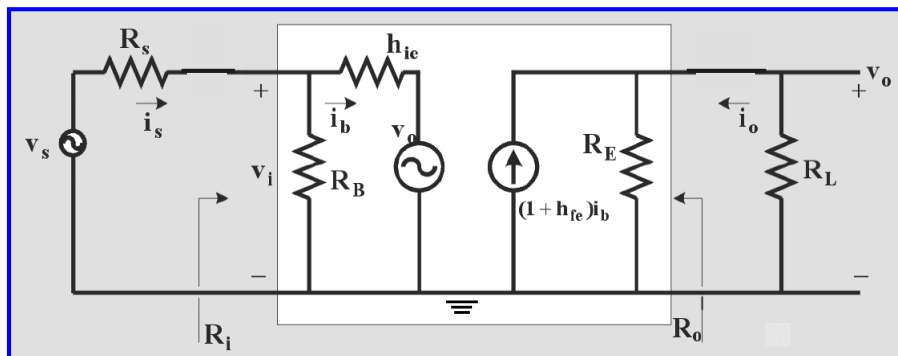 R_s
h_ie
v_o
+
i_s
i_b
v_o
R_E
i_o
+
v_s
v_i
R_B
R_L
(1 + h_fe)i_b
−
−
R_i
R_o